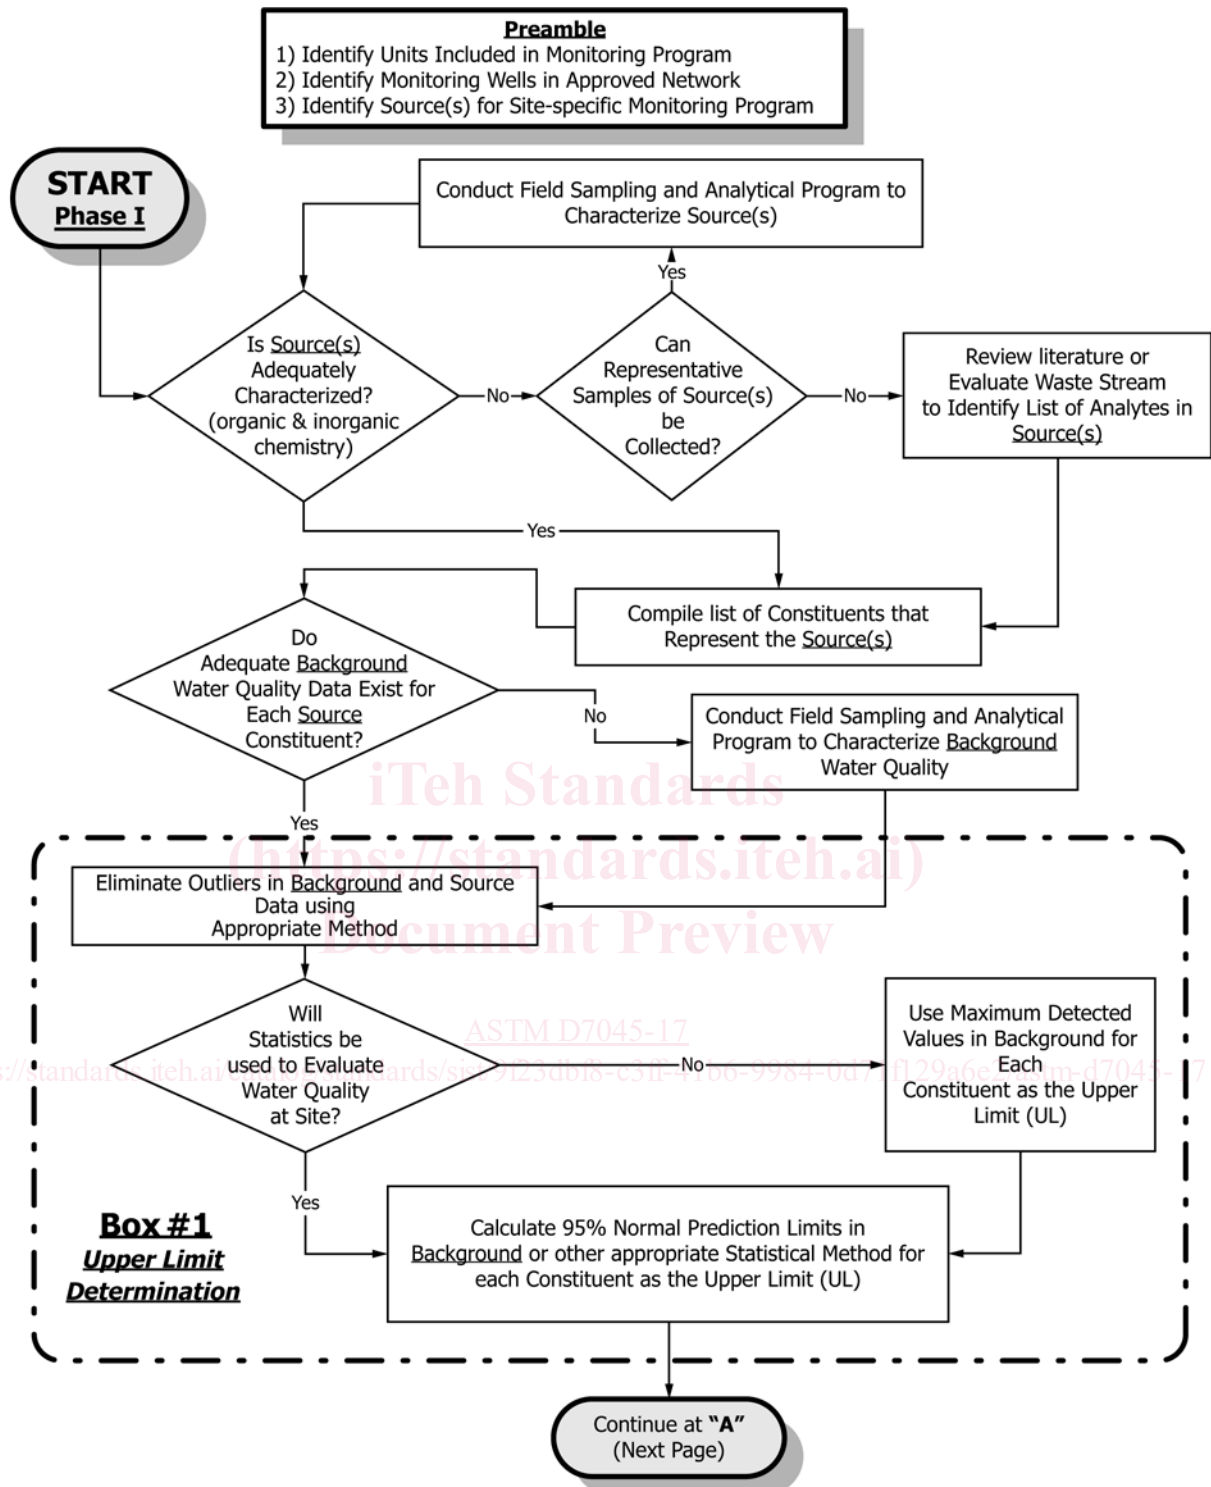 Preamble
1) Identify Units Included in Monitoring Program
2) Identify Monitoring Wells in Approved Network
3) Identify Source(s) for Site-specific Monitoring Program
START
Phase I
Conduct Field Sampling and Analytical Program to
Characterize Source(s)
Yes
Is Source(s)
Adequately
Characterized?
(organic & inorganic
chemistry)
No
Can
Representative
Samples of Source(s)
be
Collected?
No
Review literature or
Evaluate Waste Stream
to Identify List of Analytes in
Source(s)
Yes
Compile list of Constituents that
Represent the Source(s)
Do
Adequate Background
Water Quality Data Exist for
Each Source
Constituent?
No
Conduct Field Sampling and Analytical
Program to Characterize Background
Water Quality
iTeh Standards
Yes
(https://standards.iteh.ai)
Eliminate Outliers in Background and Source
Data using
Appropriate Method
Document Preview
Will
Statistics be
used to Evaluate
Water Quality
at Site?
ASTM D7045-17
No
Use Maximum Detected
Values in Background for
Each
Constituent as the Upper
Limit (UL)
Yes
Box #1
Upper Limit
Determination
Calculate 95% Normal Prediction Limits in
Background or other appropriate Statistical Method for
each Constituent as the Upper Limit (UL)
Continue at “A”
(Next Page)